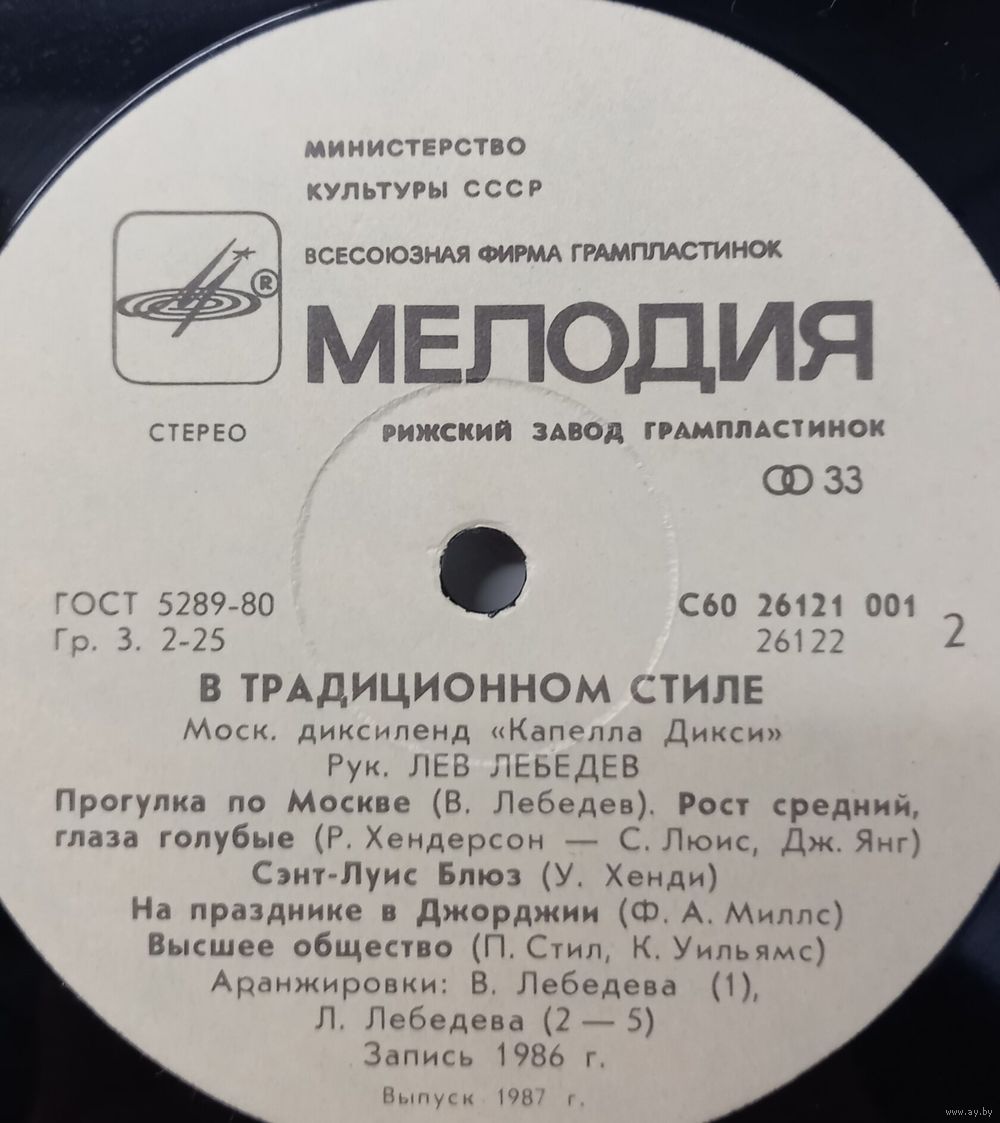 МИНИСТЕРСТВО
КУЛЬТУРЫ СССР
ВСЕСОЮЗНАЯ ФИРМА ГРАМПЛАСТИНОК
®
МЕЛОДИЯ
СТЕРЕО
РИЖСКИЙ ЗАВОД ГРАМПЛАСТИНОК
33
ГОСТ 5289-80
Гр. 3. 2-25
С60 26121 001
26122
2
В ТРАДИЦИОННОМ СТИЛЕ
Моск. диксиленд «Капелла Дикси»
Рук. ЛЕВ ЛЕБЕДЕВ
Прогулка по Москве (В. Лебедев). Рост средний,
глаза голубые (Р. Хендерсон — С. Люис, Дж. Янг)
Сэнт-Луис Блюз (У. Хенди)
На празднике в Джорджии (Ф. А. Миллс)
Высшее общество (П. Стил, К. Уильямс)
Аранжировки: В. Лебедева (1),
Л. Лебедева (2 — 5)
Запись 1986 г.
Выпуск 1987 г.
www.ay.by